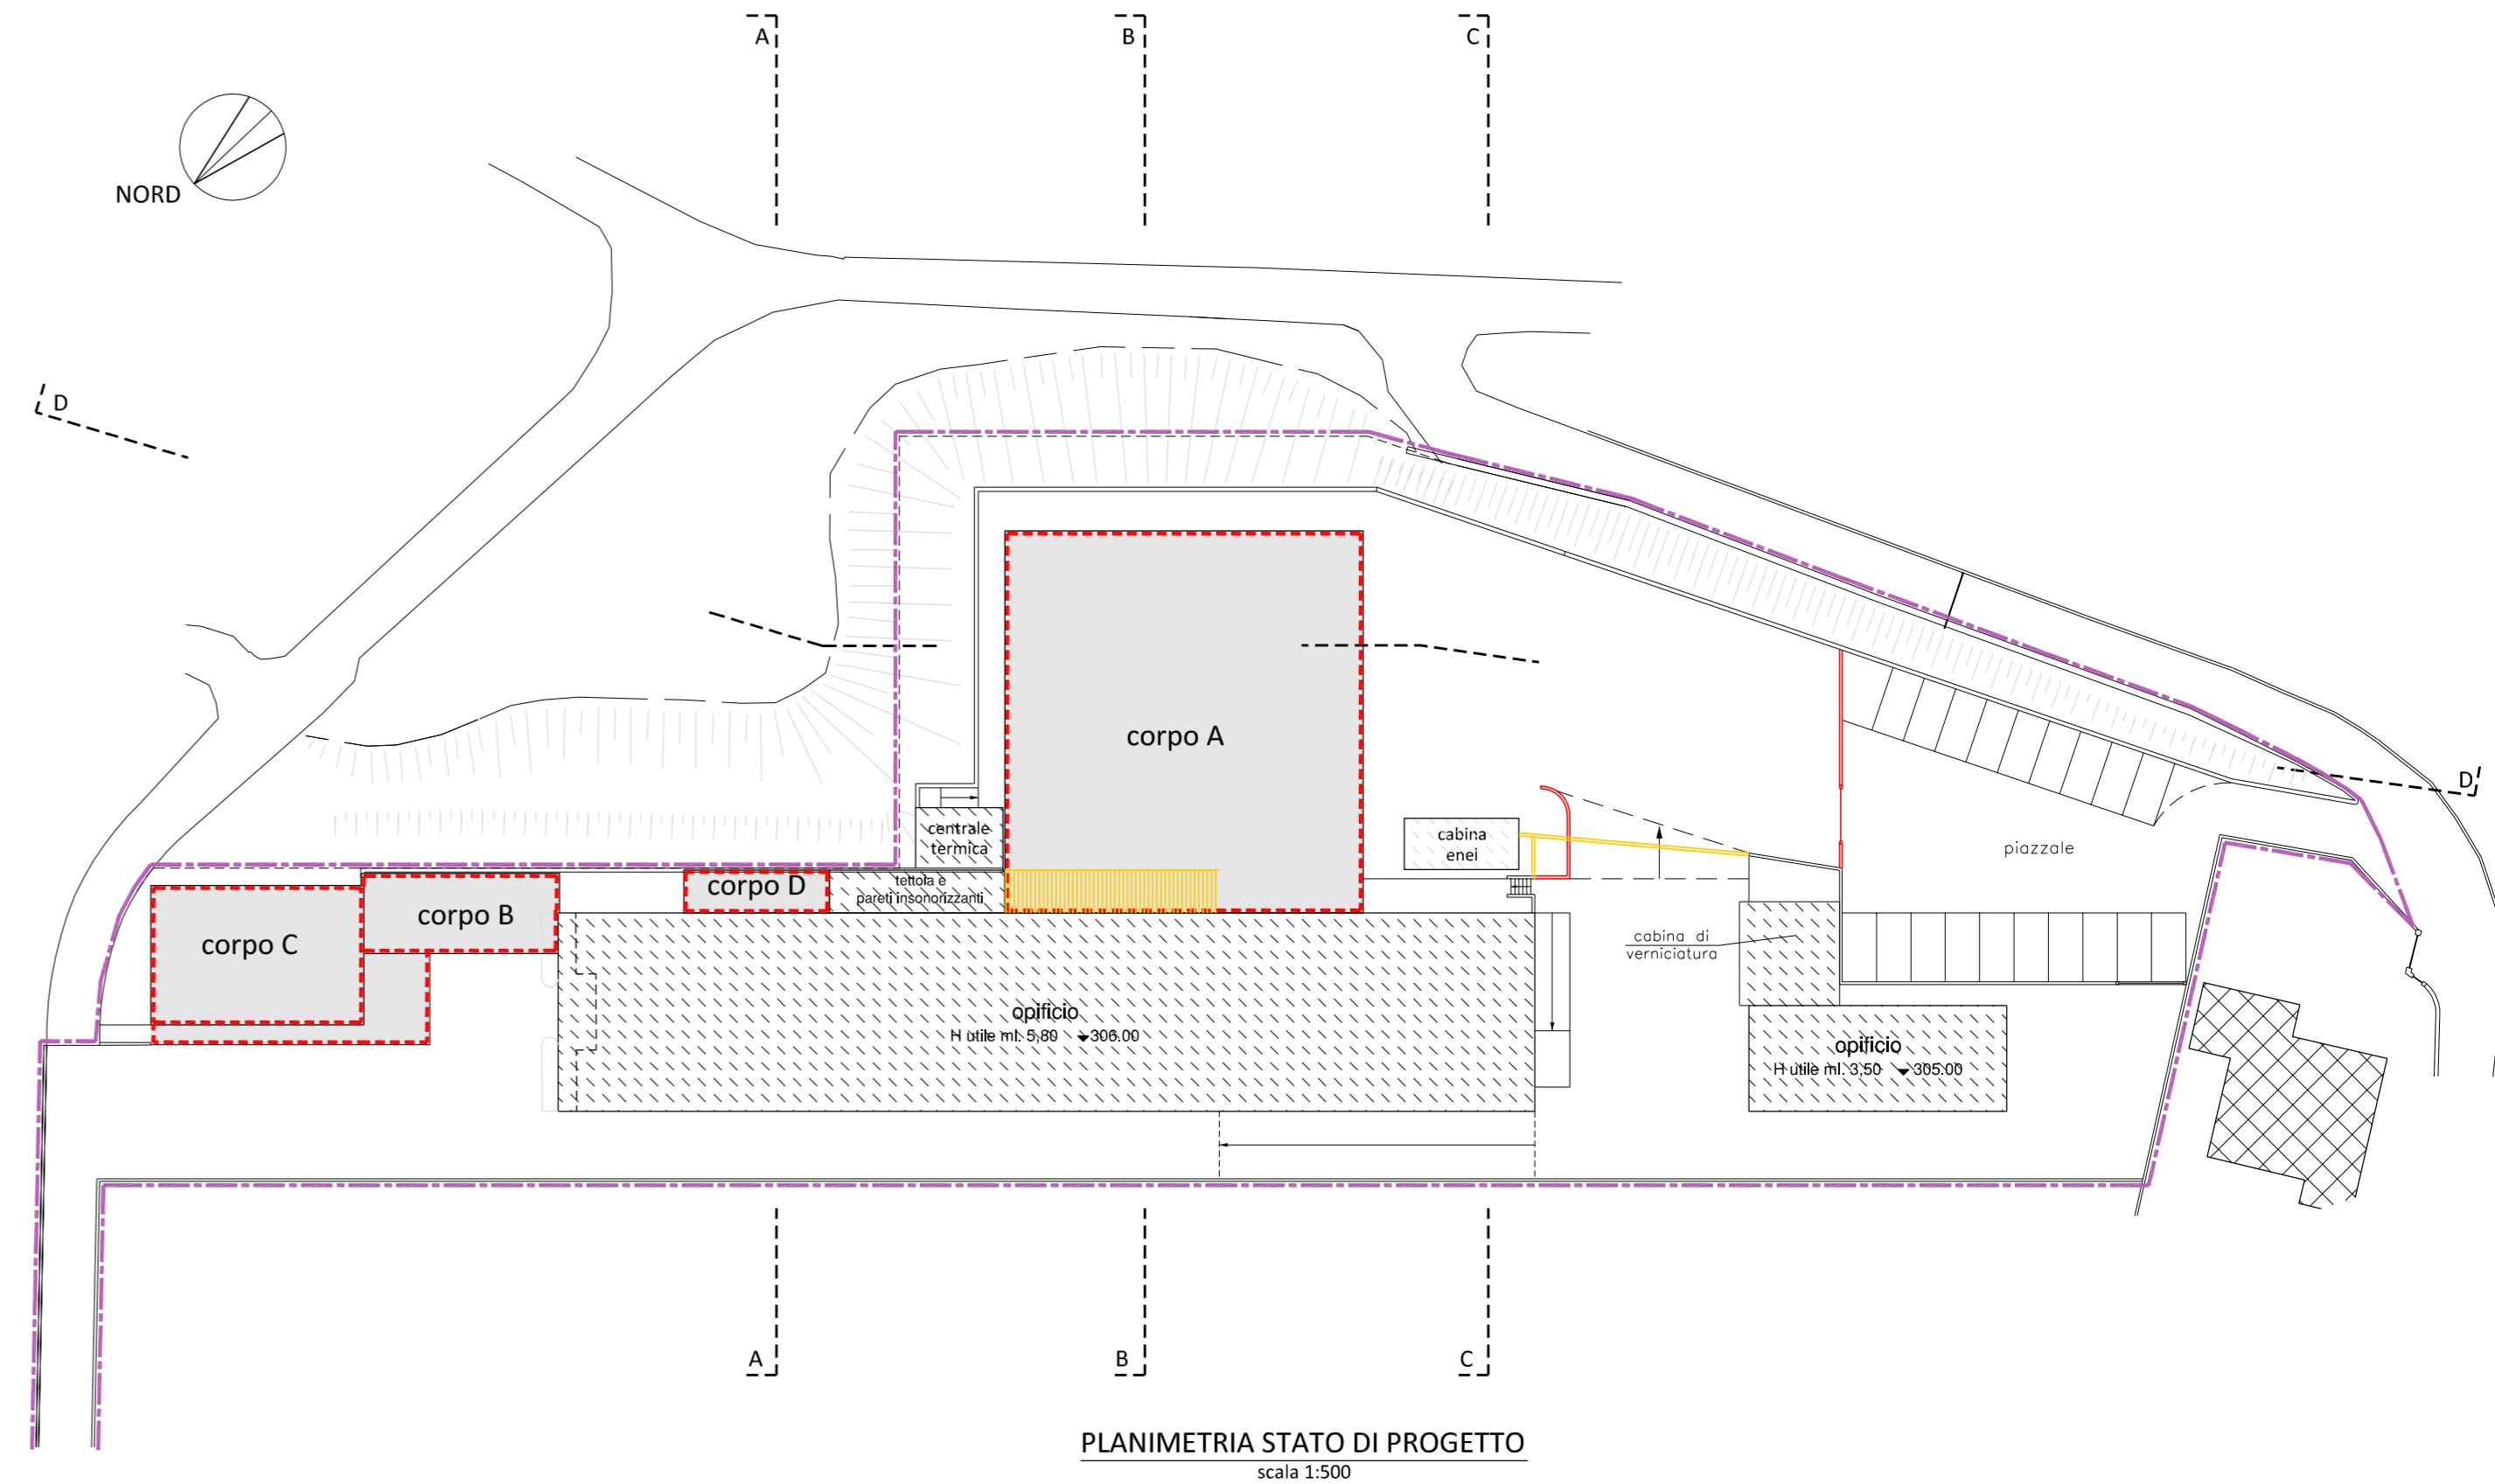 A
B
C
NORD
D
corpo A
D
centrale
termica
cabina
enel
piazzale
corpo D
tettoia e
pareti insonorizzanti
corpo B
corpo C
cabina di
verniciatura
opificio
H utile ml. 5,80 306.00
opificio
H utile ml. 3,50 305.00
A
B
C
PLANIMETRIA STATO DI PROGETTO
scala 1:500